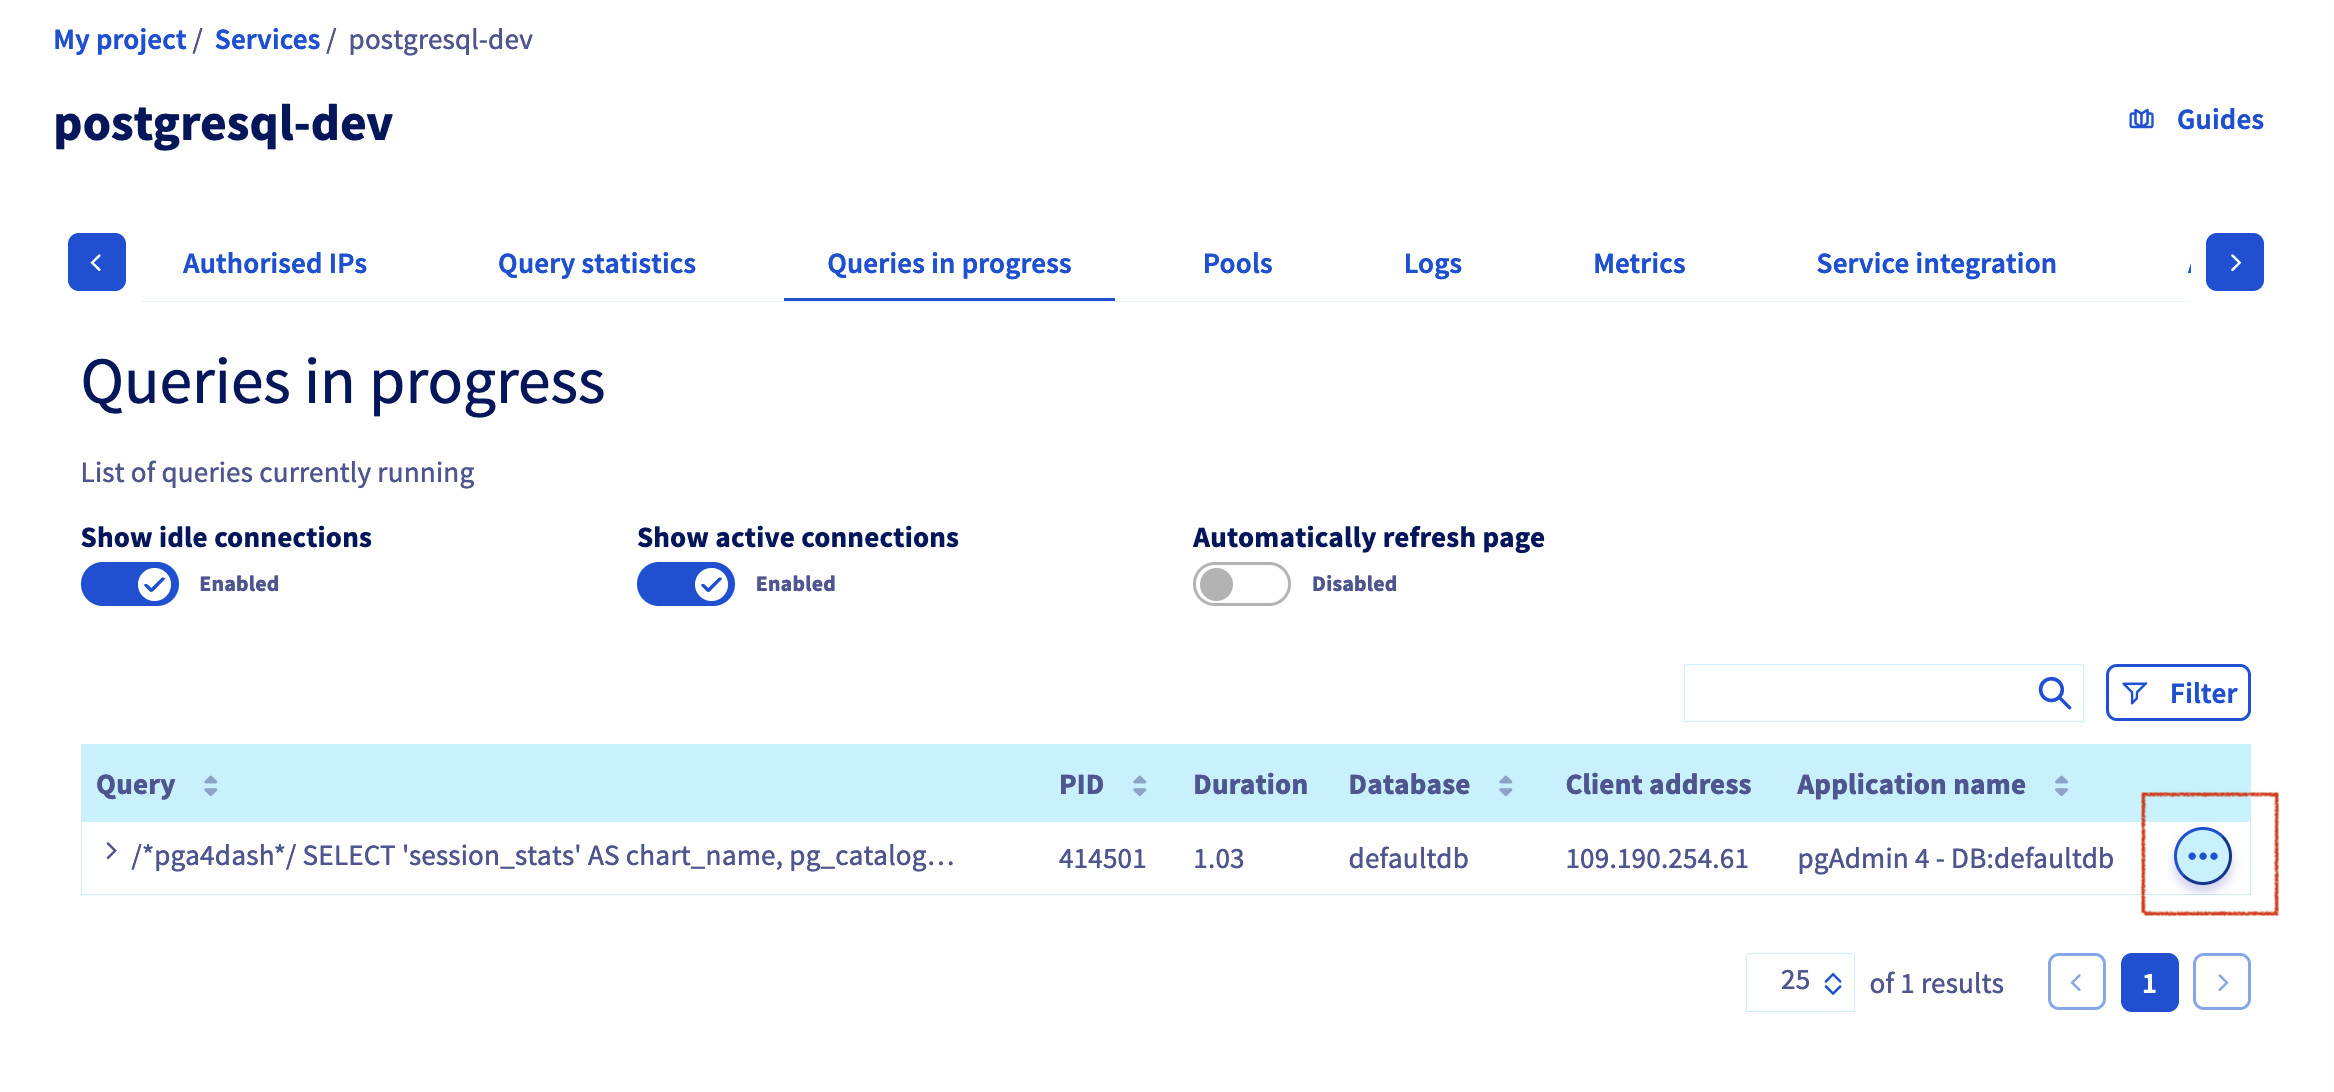 My project / Services / postgresql-dev
postgresql-dev
Guides
Authorised IPs Query statistics Queries in progress Pools Logs Metrics Service integration
Queries in progress
List of queries currently running
Show idle connections Show active connections Automatically refresh page
Enabled Enabled Disabled
Filter
Query PID Duration Database Client address Application name
/*pga4dash*/ SELECT 'session_stats' AS chart_name, pg_catalog... 414501 1.03 defaultdb 109.190.254.61 pgAdmin 4 - DB:defaultdb
25 of 1 results 1